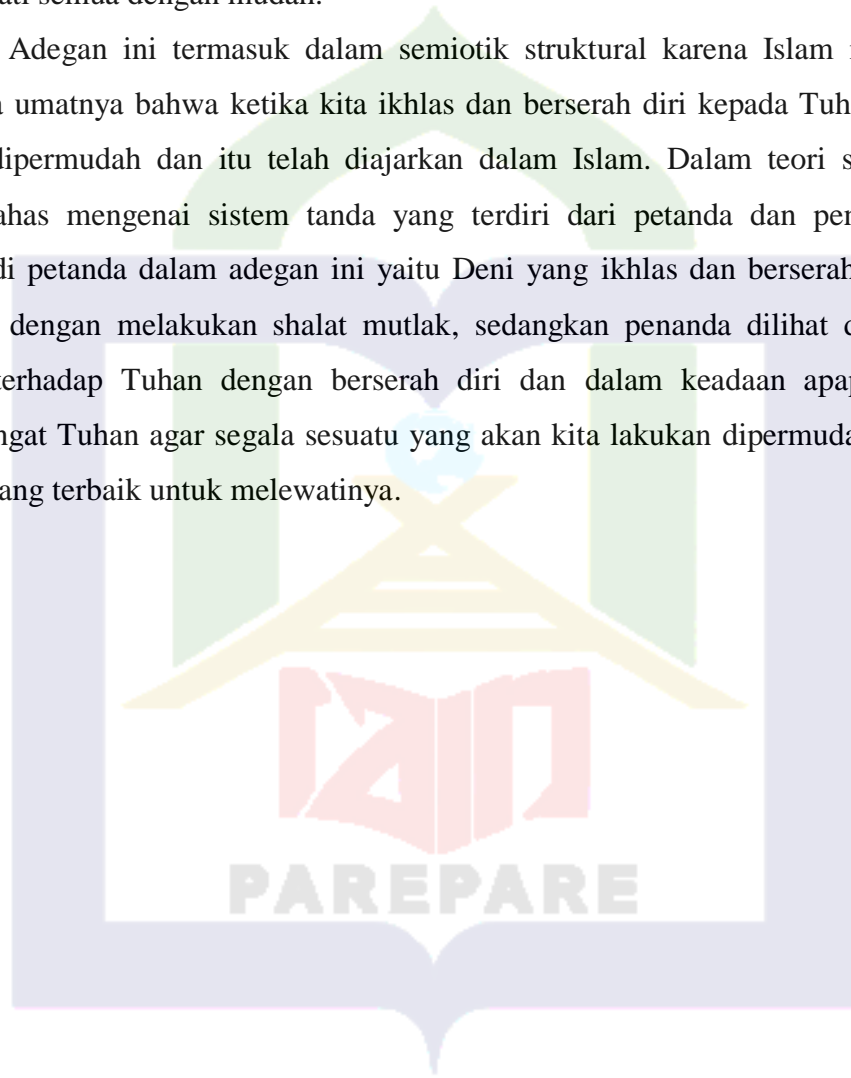 ati semua dengan mudah.
Adegan ini termasuk dalam semiotik struktural karena Islam
umatnya bahwa ketika kita ikhlas dan berserah diri kepada Tuh
dipermudah dan itu telah diajarkan dalam Islam. Dalam teori s
ahas mengenai sistem tanda yang terdiri dari petanda dan pen
di petanda dalam adegan ini yaitu Deni yang ikhlas dan berserah
dengan melakukan shalat mutlak, sedangkan penanda dilihat d
terhadap Tuhan dengan berserah diri dan dalam keadaan apap
ngat Tuhan agar segala sesuatu yang akan kita lakukan dipermuda
ang terbaik untuk melewatinya.
PAREPARE